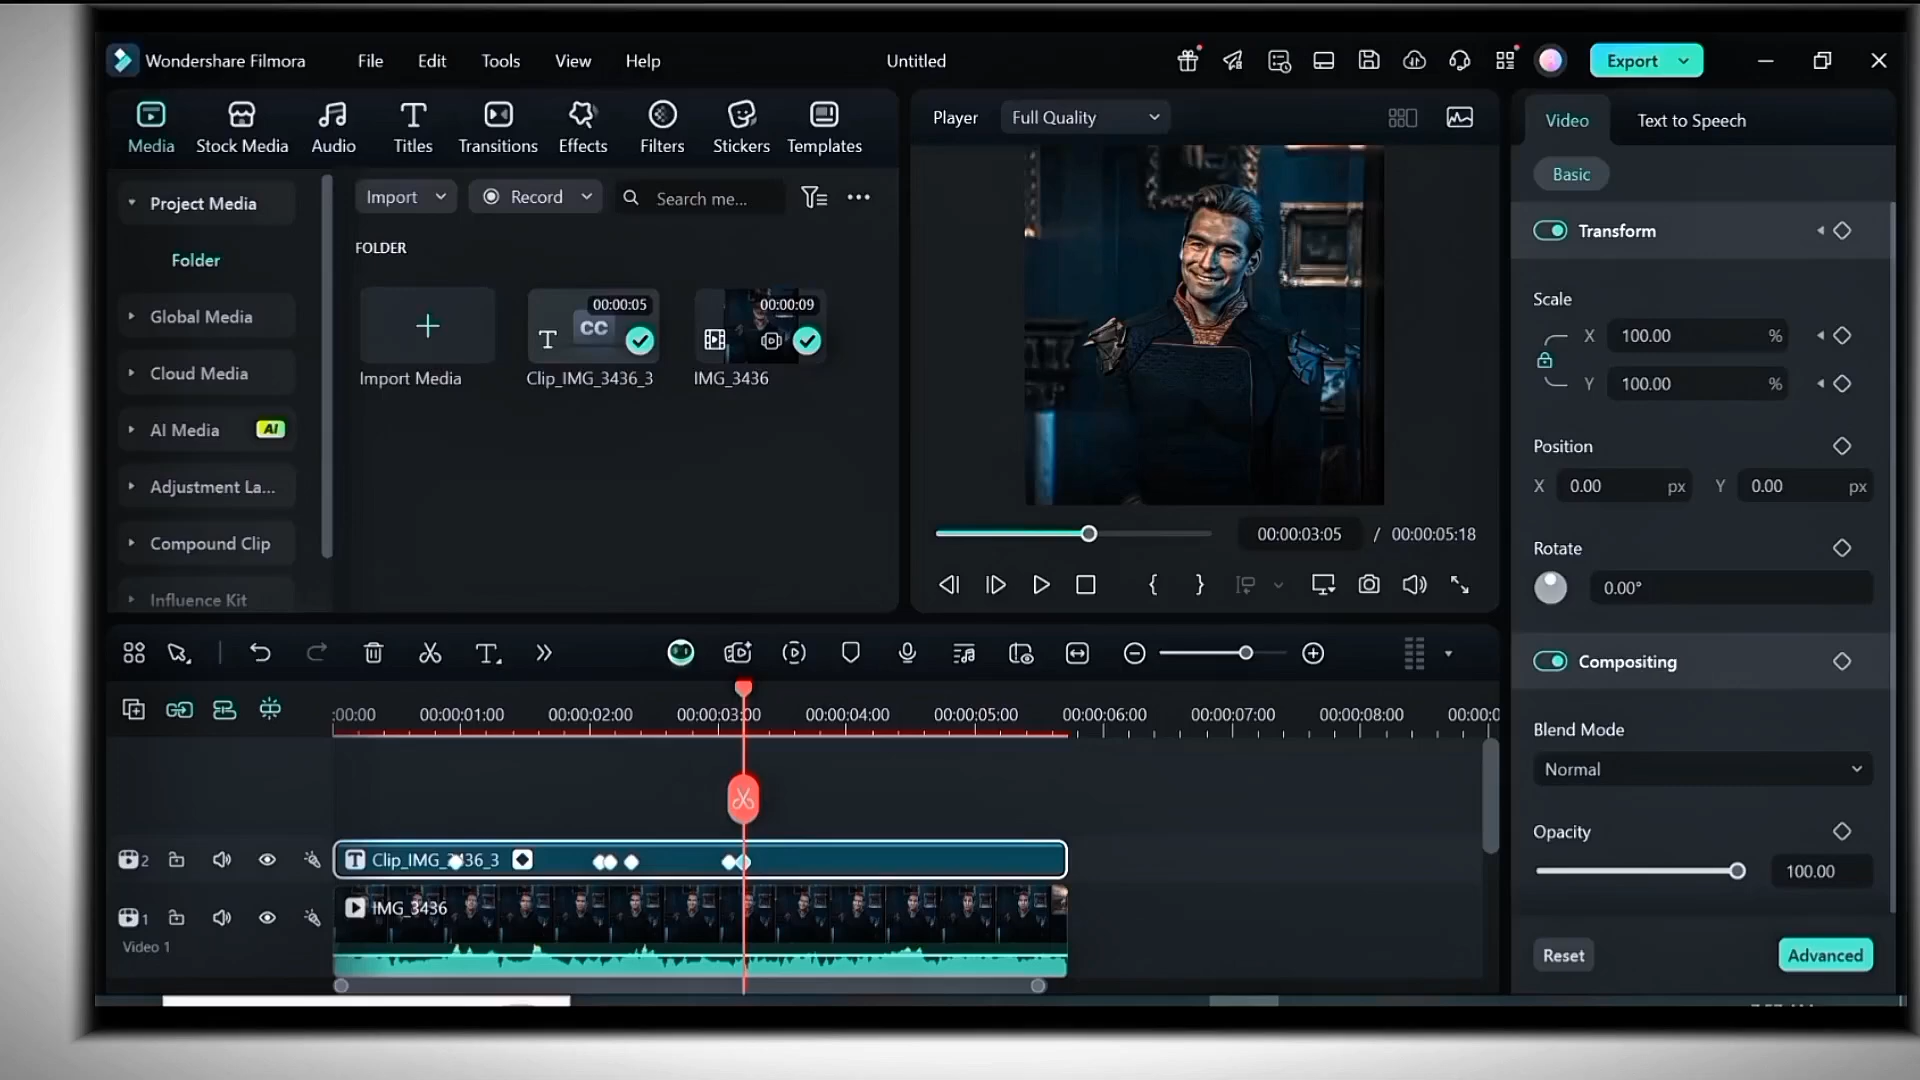 Wondershare Filmora
File
Edit
Tools
View
Help
Untitled
Export
Media
Stock Media
Audio
Titles
Transitions
Effects
Filters
Stickers
Templates
Player
Full Quality
Video
Text to Speech
Basic
Project Media
Folder
Global Media
Cloud Media
AI Media
AI
Adjustment La...
Compound Clip
Influence Kit
Import
Record
Search me...
FOLDER
Import Media
00:00:05
T
CC
Clip_IMG_3436_3
00:00:09
IMG_3436
00:00:03:05 / 00:00:05:18
Transform
Scale
X 100.00 %
Y 100.00 %
Position
X 0.00 px Y 0.00 px
Rotate
0.00°
Compositing
Blend Mode
Normal
Opacity
100.00
Reset
Advanced
:00:00 00:00:01:00 00:00:02:00 00:00:03:00 00:00:04:00 00:00:05:00 00:00:06:00 00:00:07:00 00:00:08:00 00:00:0
2
T Clip_IMG_3436_3
1
IMG_3436
Video 1